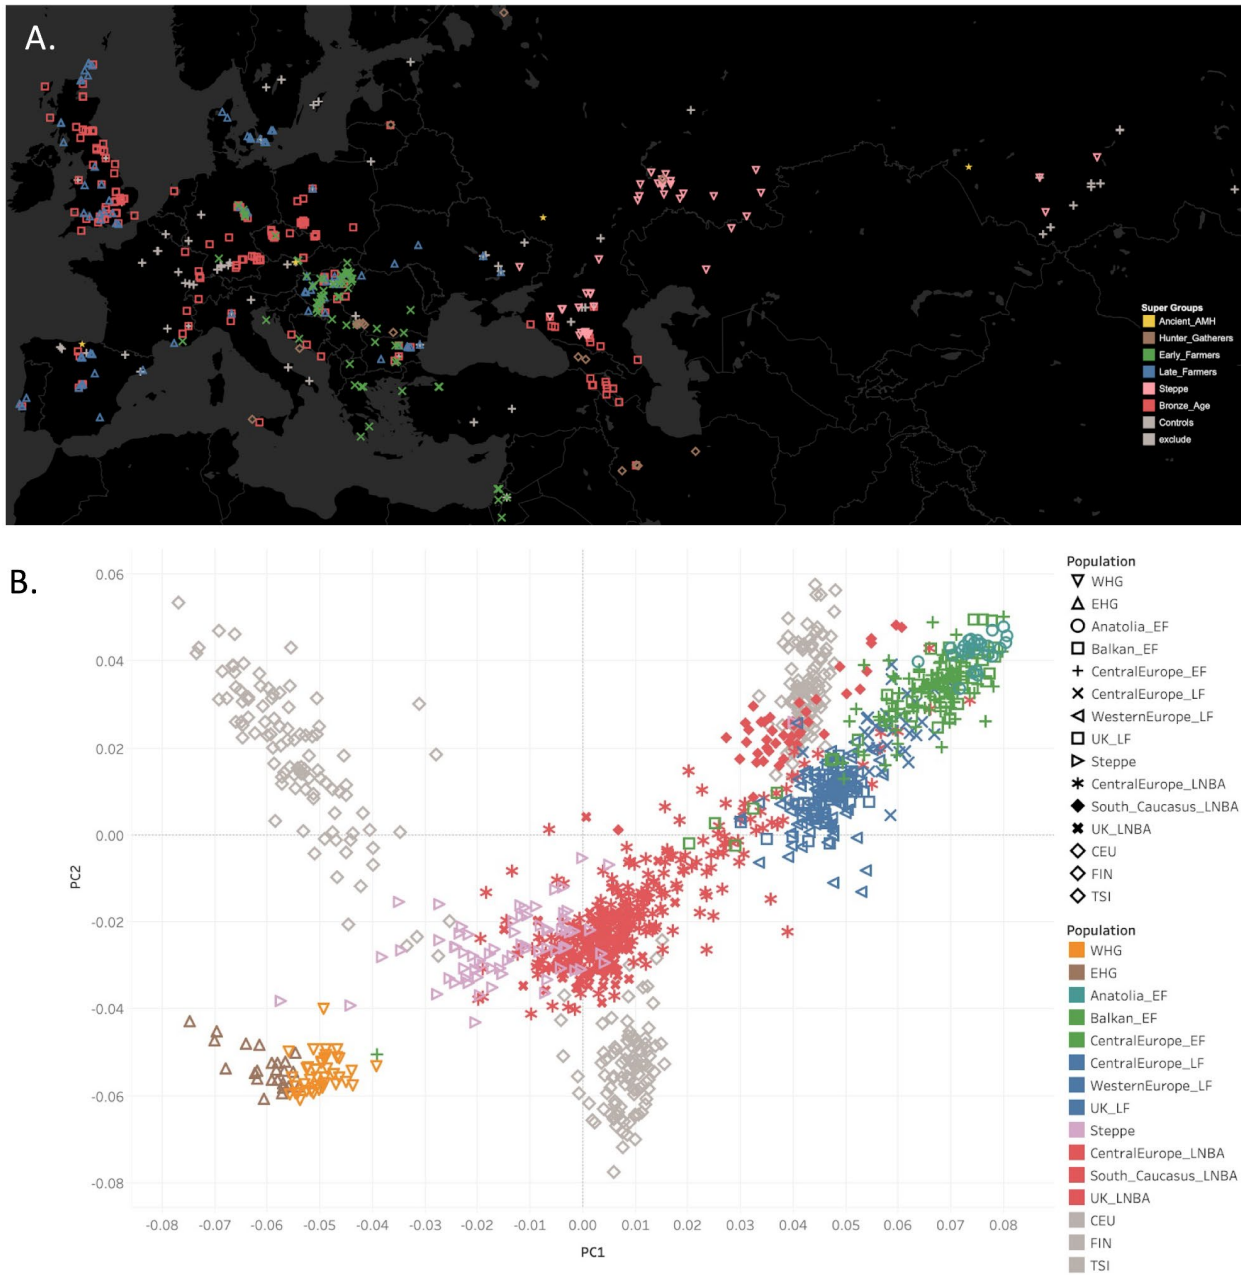 A.
Super Groups
Ancient_AMH
Hunter_Gatherers
Early_Farmers
Late_Farmers
Steppe
Bronze_Age
Controls
exclude
B.
0.06
0.04
0.02
0.00
-0.02
-0.04
-0.06
-0.08
PC2
-0.08
-0.07
-0.06
-0.05
-0.04
-0.03
-0.02
-0.01
0.00
0.01
0.02
0.03
0.04
0.05
0.06
0.07
0.08
PC1
Population
WHG
EHG
Anatolia_EF
Balkan_EF
CentralEurope_EF
CentralEurope_LF
WesternEurope_LF
UK_LF
Steppe
CentralEurope_LNBA
South_Caucasus_LNBA
UK_LNBA
CEU
FIN
TSI
Population
WHG
EHG
Anatolia_EF
Balkan_EF
CentralEurope_EF
CentralEurope_LF
WesternEurope_LF
UK_LF
Steppe
CentralEurope_LNBA
South_Caucasus_LNBA
UK_LNBA
CEU
FIN
TSI